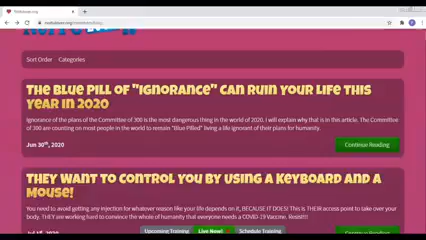 Sort Order Categories
The Blue Pill of "Ignorance" can ruin your life this
year in 2020
Ignorance of the plans of the Committee of 300 is the most dangerous thing in the world of 2020. I will explain why that is in this article. The Committee
of 300 are counting on most people in the world to remain "Blue Pilled" living a life ignorant of their plans for humanity.
Jun 30th, 2020
Continue Reading
They want to control you by using a keyboard and a
mouse!
You need to avoid getting any injection for whatever reason like your life depends on it, BECAUSE IT DOES! This is THEIR access point to take over your
body. THEY are working hard to convince the whole of humanity that everyone needs a COVID-19 Vaccine. Resist!!!
2020
Continue Reading
Upcoming Training Live Now! Schedule Training